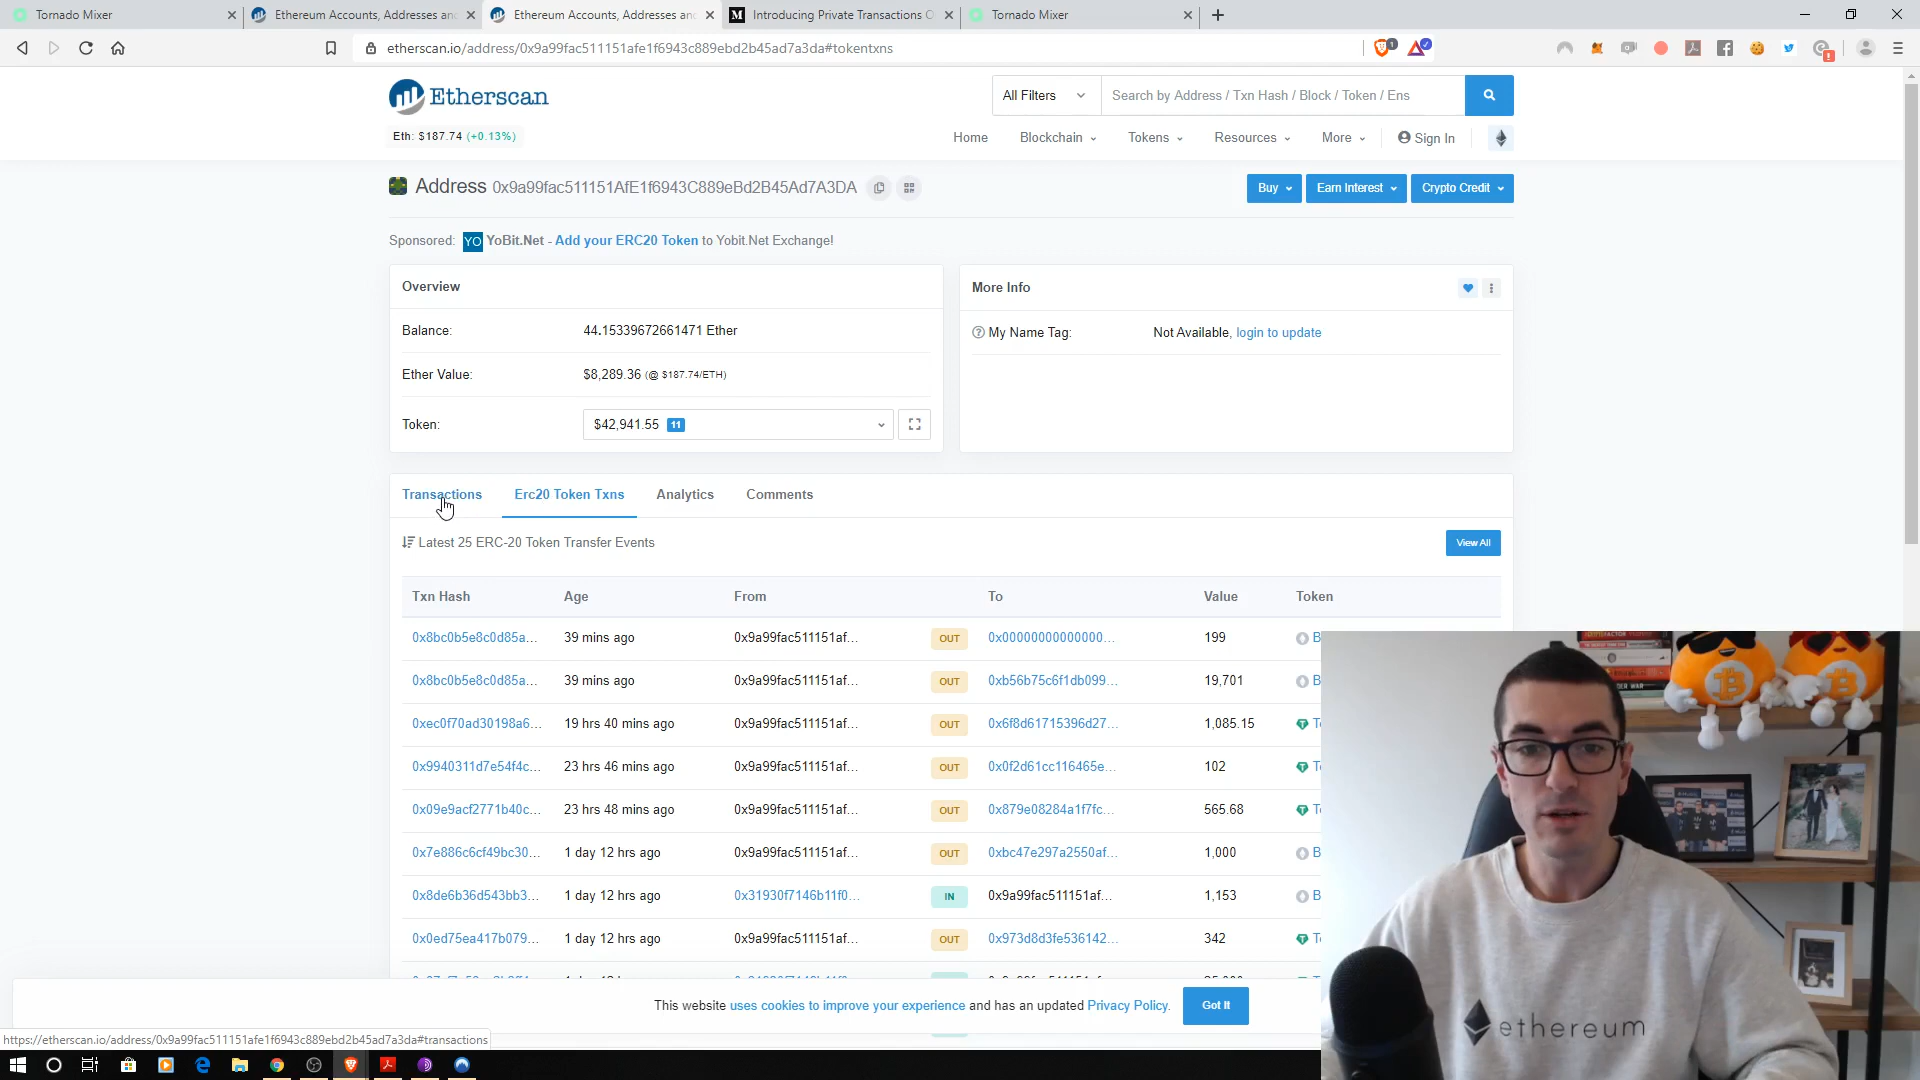 Tornado Mixer
Ethereum Accounts, Addresses an
Ethereum Accounts, Addresses an
Introducing Private Transactions O
Tornado Mixer
etherscan.io/address/0x9a99fac511151afe1f6943c889ebd2b45ad7a3da#tokentxns
Etherscan
All Filters
Search by Address / Txn Hash / Block / Token / Ens
Eth: $187.74 (+0.13%)
Home
Blockchain
Tokens
Resources
More
Sign In
Address 0x9a99fac511151AfE1f6943C889eBd2B45Ad7A3DA
Buy
Earn Interest
Crypto Credit
Sponsored: YO YoBit.Net - Add your ERC20 Token to Yobit.Net Exchange!
Overview
Balance: 44.15339672661471 Ether
Ether Value: $8,289.36 (@ $187.74/ETH)
Token: $42,941.55 11
More Info
My Name Tag: Not Available, login to update
Transactions
Erc20 Token Txns
Analytics
Comments
Latest 25 ERC-20 Token Transfer Events
View All
Txn Hash Age From To Value Token
0x8bc0b5e8c0d85a... 39 mins ago 0x9a99fac511151af... OUT 0x00000000000000... 199 B
0x8bc0b5e8c0d85a... 39 mins ago 0x9a99fac511151af... OUT 0xb56b75c6f1db099... 19,701 B
0xec0f70ad30198a6... 19 hrs 40 mins ago 0x9a99fac511151af... OUT 0x6f8d61715396d27... 1,085.15 T
0x9940311d7e54f4c... 23 hrs 46 mins ago 0x9a99fac511151af... OUT 0x0f2d61cc116465e... 102 T
0x09e9acf2771b40c... 23 hrs 48 mins ago 0x9a99fac511151af... OUT 0x879e08284a1f7fc... 565.68 T
0x7e886c6cf49bc30... 1 day 12 hrs ago 0x9a99fac511151af... OUT 0xbc47e297a2550af... 1,000 B
0x8de6b36d543bb3... 1 day 12 hrs ago 0x31930f7146b11f0... IN 0x9a99fac511151af... 1,153 B
0x0ed75ea417b079... 1 day 12 hrs ago 0x9a99fac511151af... OUT 0x973d8d3fe536142... 342 T
This website uses cookies to improve your experience and has an updated Privacy Policy.
Got It
https://etherscan.io/address/0x9a99fac511151afe1f6943c889ebd2b45ad7a3da#transactions
ethereum